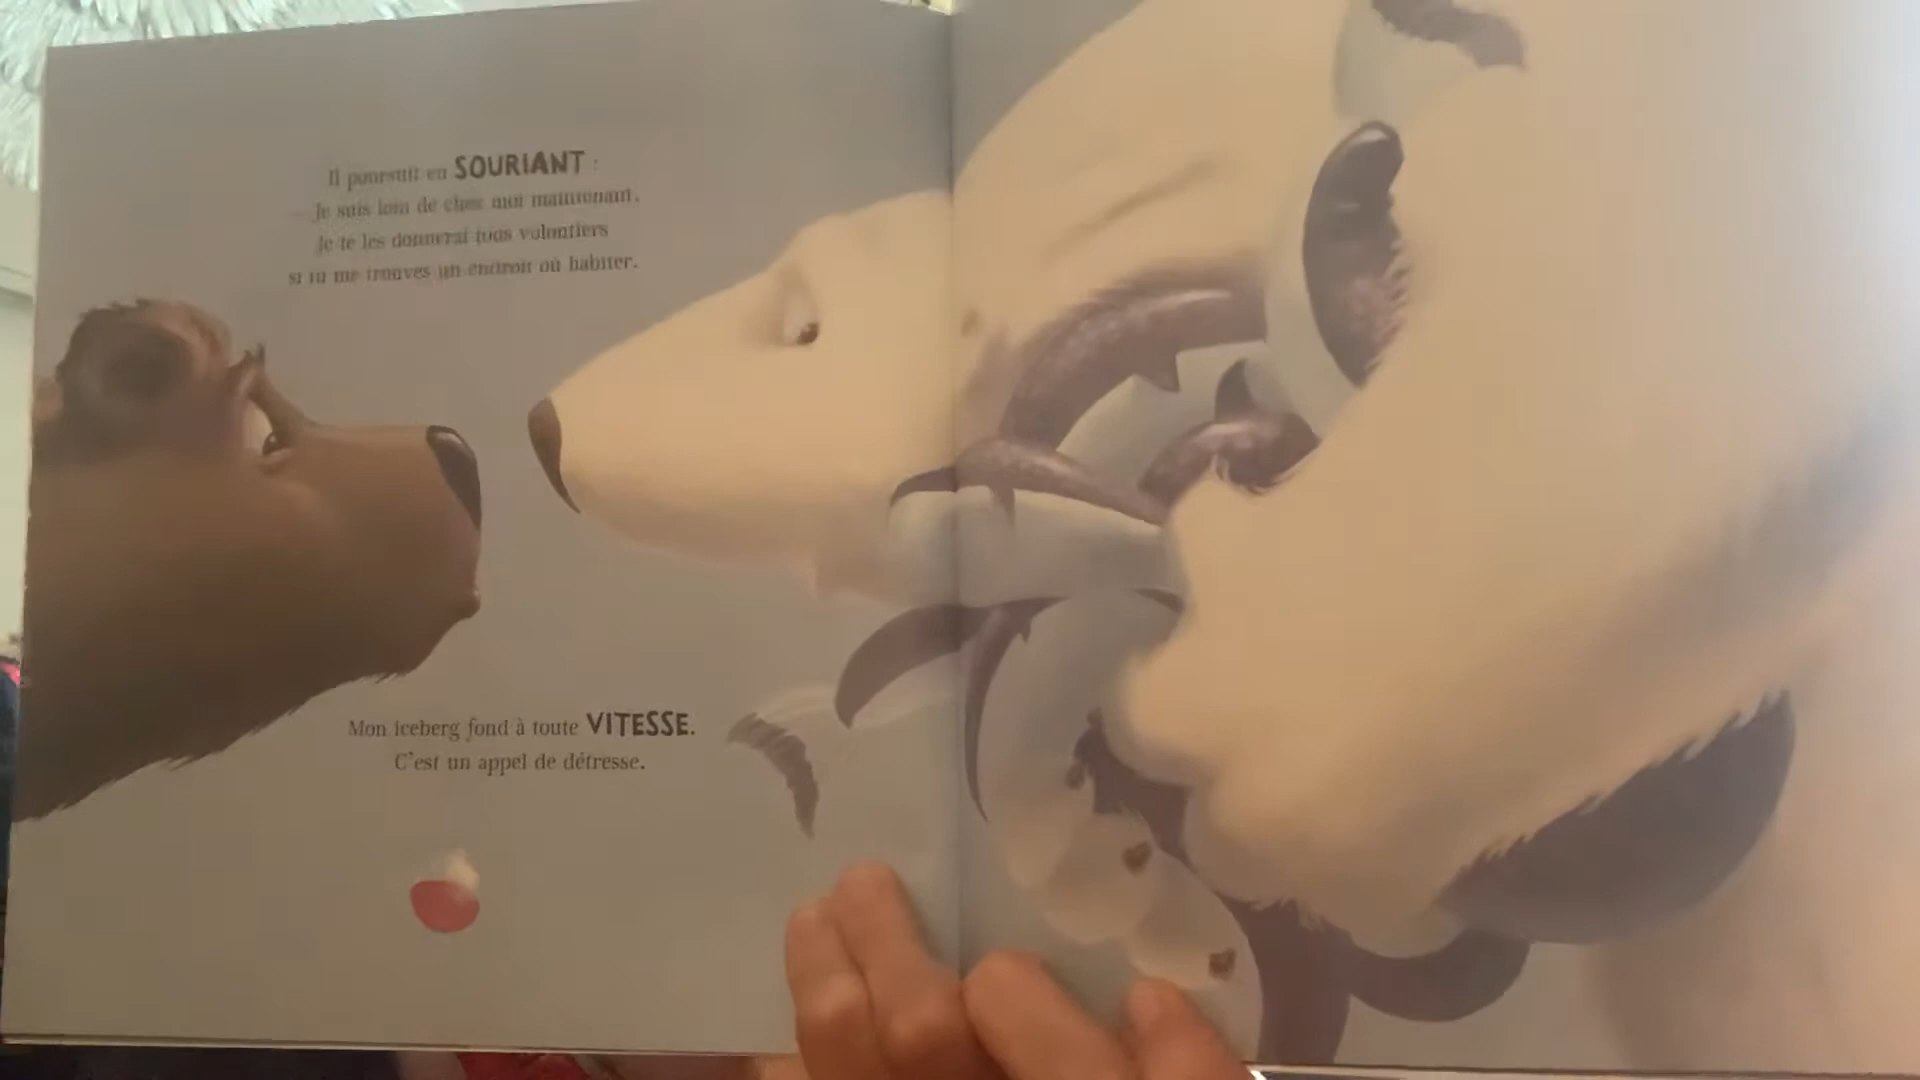 Il poursuit en SOURIANT :
— Je suis loin de chez moi maintenant.
Je te les donnerai tous volontiers
si tu me trouves un endroit où habiter.
Mon iceberg fond à toute VITESSE.
C'est un appel de détresse.